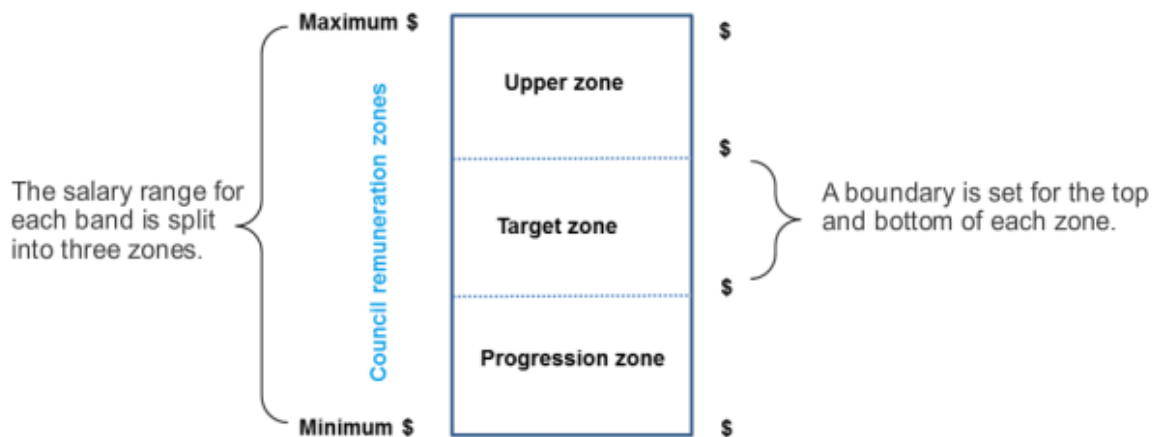 Maximum $
$
Upper zone
Council remuneration zones
$
The salary range for
each band is split
into three zones.
Target zone
A boundary is set for the top
and bottom of each zone.
$
Progression zone
Minimum $
$